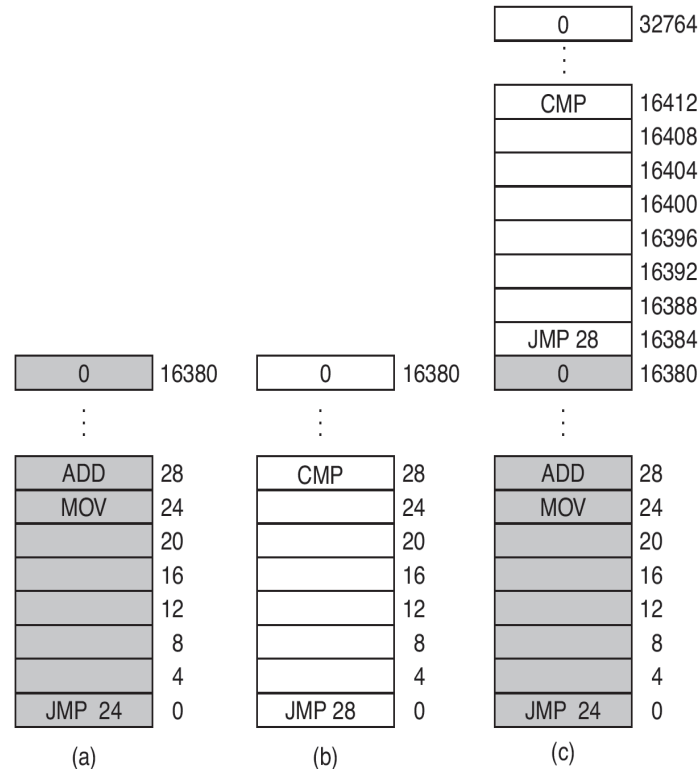 0 32764
CMP 16412
16408
16404
16400
16396
16392
16388
JMP 28 16384
0 16380 0 16380 0 16380
ADD 28 CMP 28 ADD 28
MOV 24 24 MOV 24
20 20 20
16 16 16
12 12 12
8 8 8
4 4 4
JMP 24 0 JMP 28 0 JMP 24 0
(a) (b) (c)